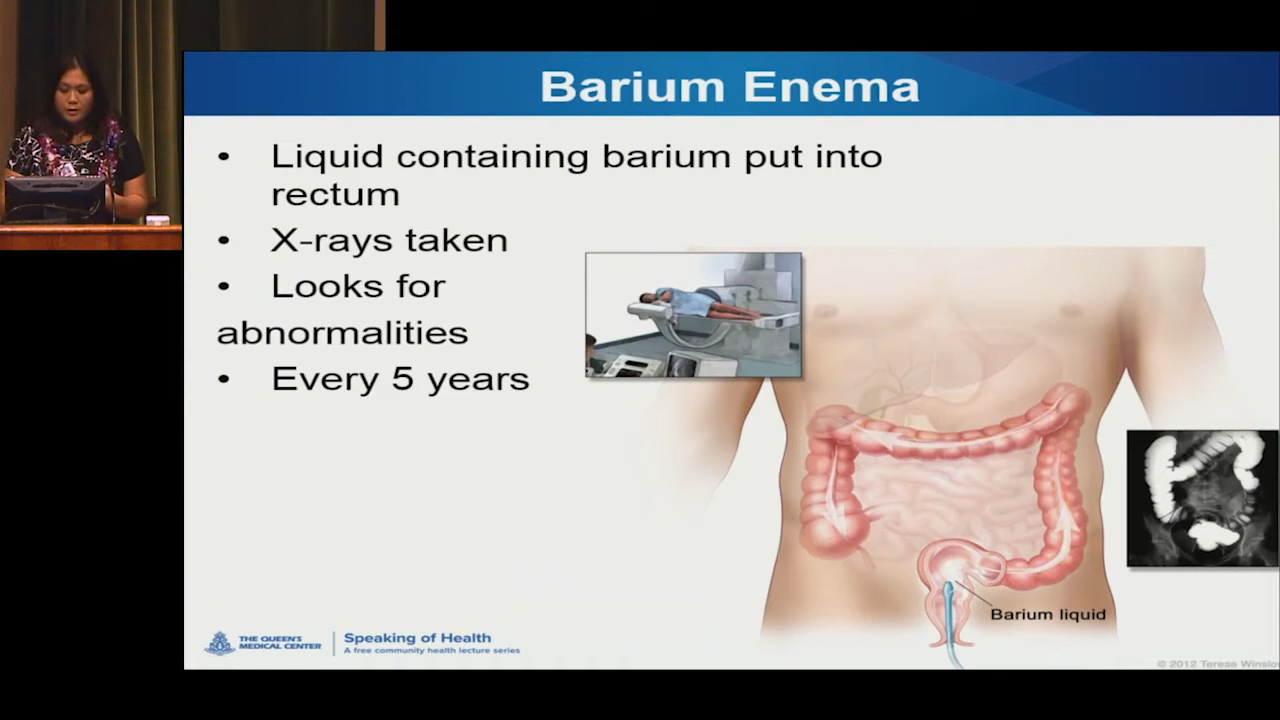 Barium Enema
• Liquid containing barium put into
rectum
• X-rays taken
• Looks for
abnormalities
• Every 5 years
Barium liquid
THE QUEEN'S
MEDICAL CENTER
Speaking of Health
A free community health lecture series
© 2012 Terese Winslo